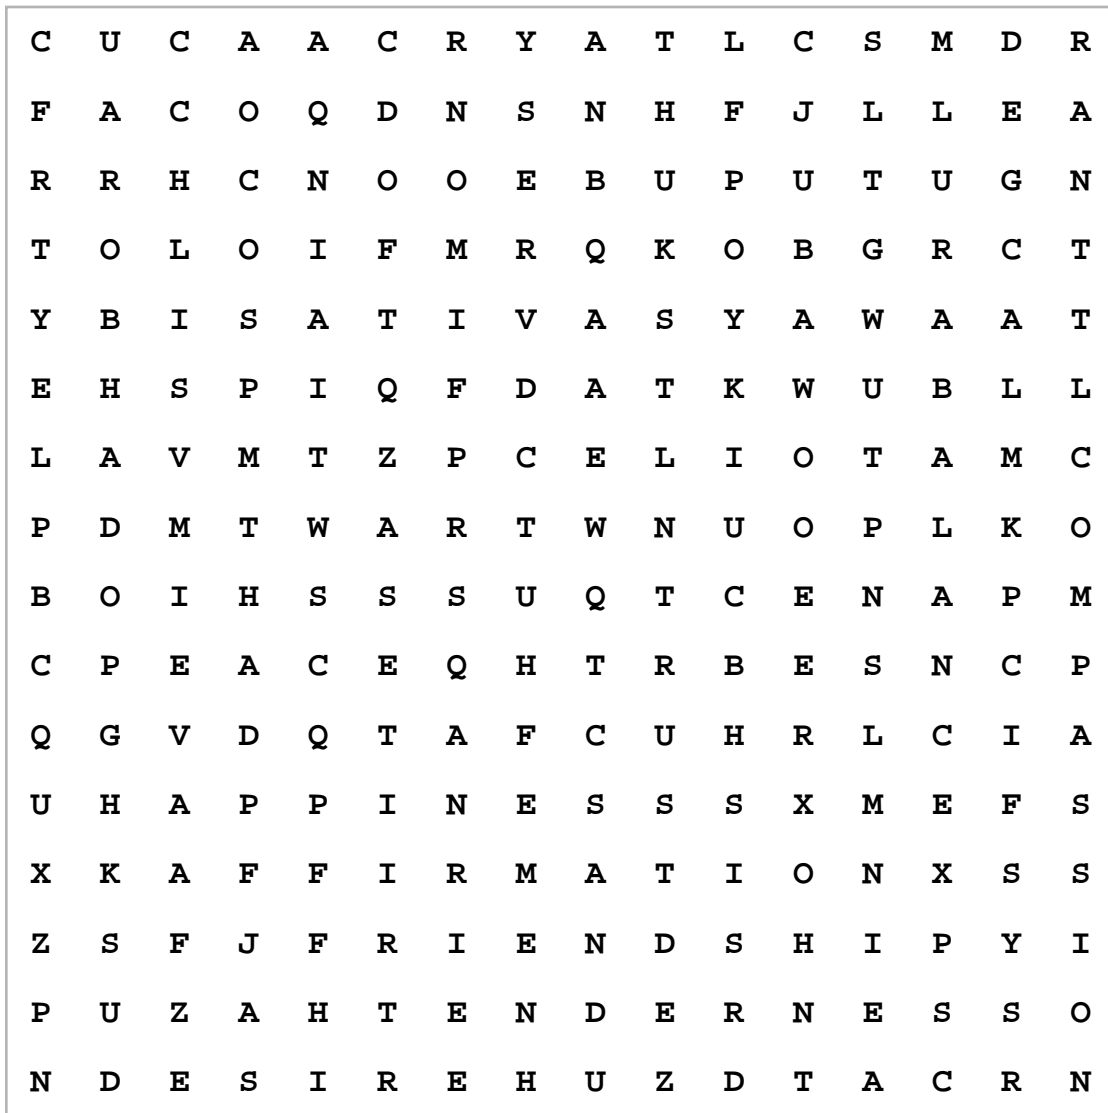 C U C A A C R Y A T L C S M D R
F A C O Q D N S N H F J L L E A
R R H C N O O E B U P U T U G N
T O L O I F M R Q K O B G R C T
Y B I S A T I V A S Y A W A A T
E H S P I Q F D A T K W U B L L
L A V M T Z P C E L I O T A M C
P D M T W A R T W N U O P L K O
B O I H S S S U Q T C E N A P M
C P E A C E Q H T R B E S N C P
Q G V D Q T A F C U H R L C I A
U H A P P I N E S S S X M E F S
X K A F F I R M A T I O N X S S
Z S F J F R I E N D S H I P Y I
P U Z A H T E N D E R N E S S O
N D E S I R E H U Z D T A C R N